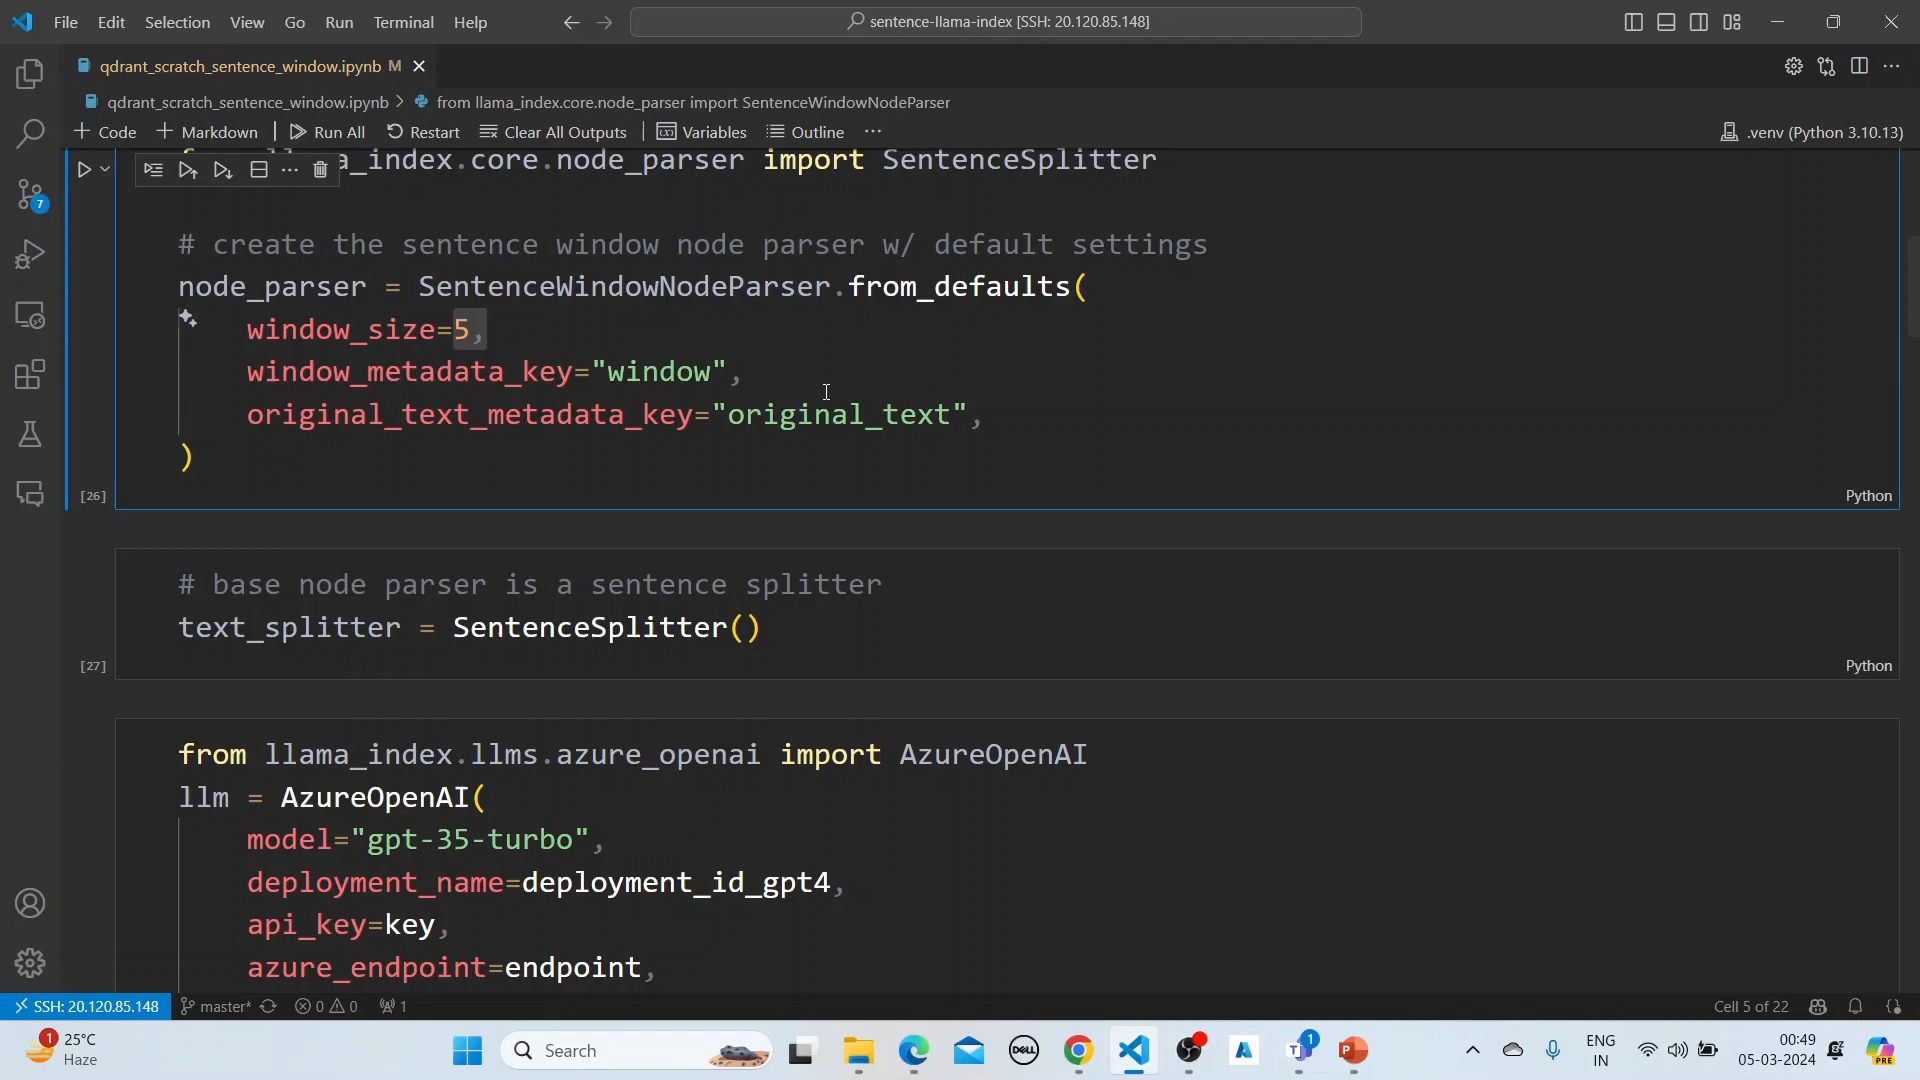 File Edit Selection View Go Run Terminal Help
sentence-llama-index [SSH: 20.120.85.148]
qdrant_scratch_sentence_window.ipynb M
qdrant_scratch_sentence_window.ipynb > from llama_index.core.node_parser import SentenceWindowNodeParser
+ Code + Markdown Run All Restart Clear All Outputs Variables Outline ...
.venv (Python 3.10.13)
_index.core.node_parser import SentenceSplitter
7
# create the sentence window node parser w/ default settings
node_parser = SentenceWindowNodeParser.from_defaults(
window_size=5,
window_metadata_key="window",
original_text_metadata_key="original_text",
)
[26]
Python
# base node parser is a sentence splitter
text_splitter = SentenceSplitter()
[27]
Python
from llama_index.llms.azure_openai import AzureOpenAI
llm = AzureOpenAI(
model="gpt-35-turbo",
deployment_name=deployment_id_gpt4,
api_key=key,
azure_endpoint=endpoint,
SSH: 20.120.85.148 master* 0 0 1
Cell 5 of 22
1
25°C
Haze
Search
DELL
1
ENG
IN
00:49
05-03-2024
PRE